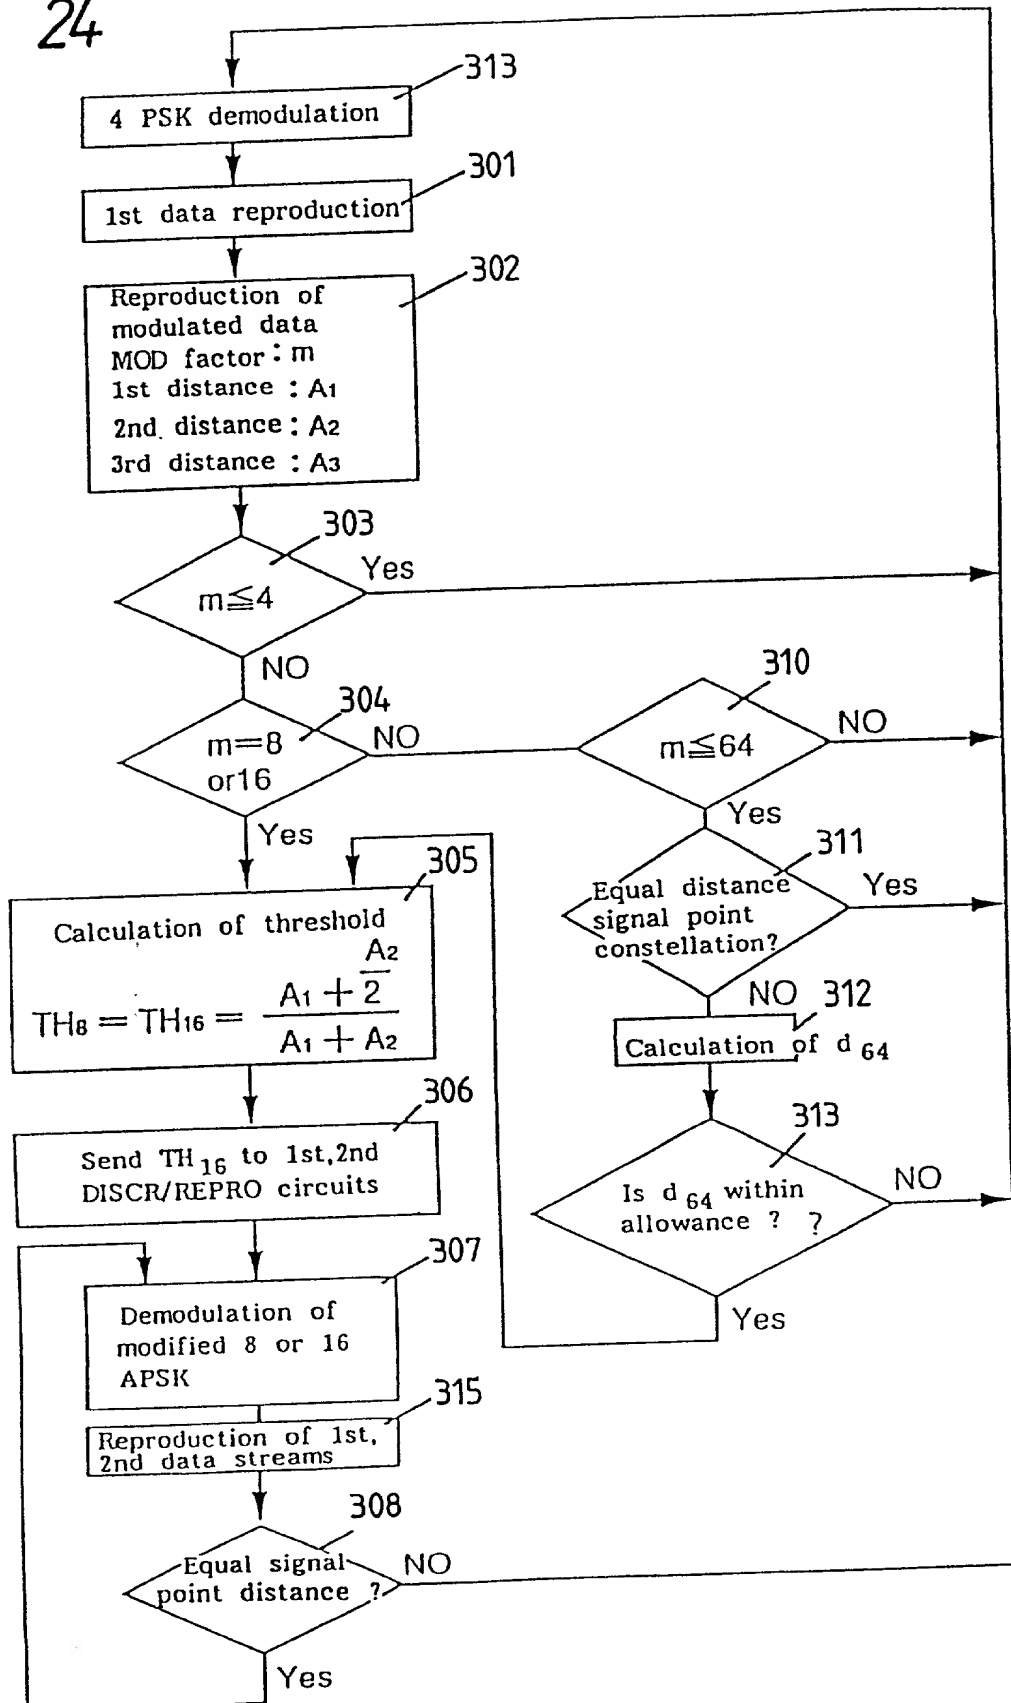 24
313
4 PSK demodulation
301
1st data reproduction
302
Reproduction of
modulated data
MOD factor : m
1st distance : A1
2nd. distance : A2
3rd distance : A3
303
m≦4
Yes
NO
304
m=8
or16
NO
Yes
310
m≦64
NO
Yes
311
Equal distance
signal point
constellation?
Yes
NO
312
Calculation of d 64
313
Is d 64 within
allowance ? ?
NO
Yes
305
Calculation of threshold
TH8 = TH16 = (A1 + A2/2) / (A1 + A2)
306
Send TH16 to 1st,2nd
DISCR/REPRO circuits
307
Demodulation of
modified 8 or 16
APSK
315
Reproduction of 1st,
2nd data streams
308
Equal signal
point distance ?
NO
Yes